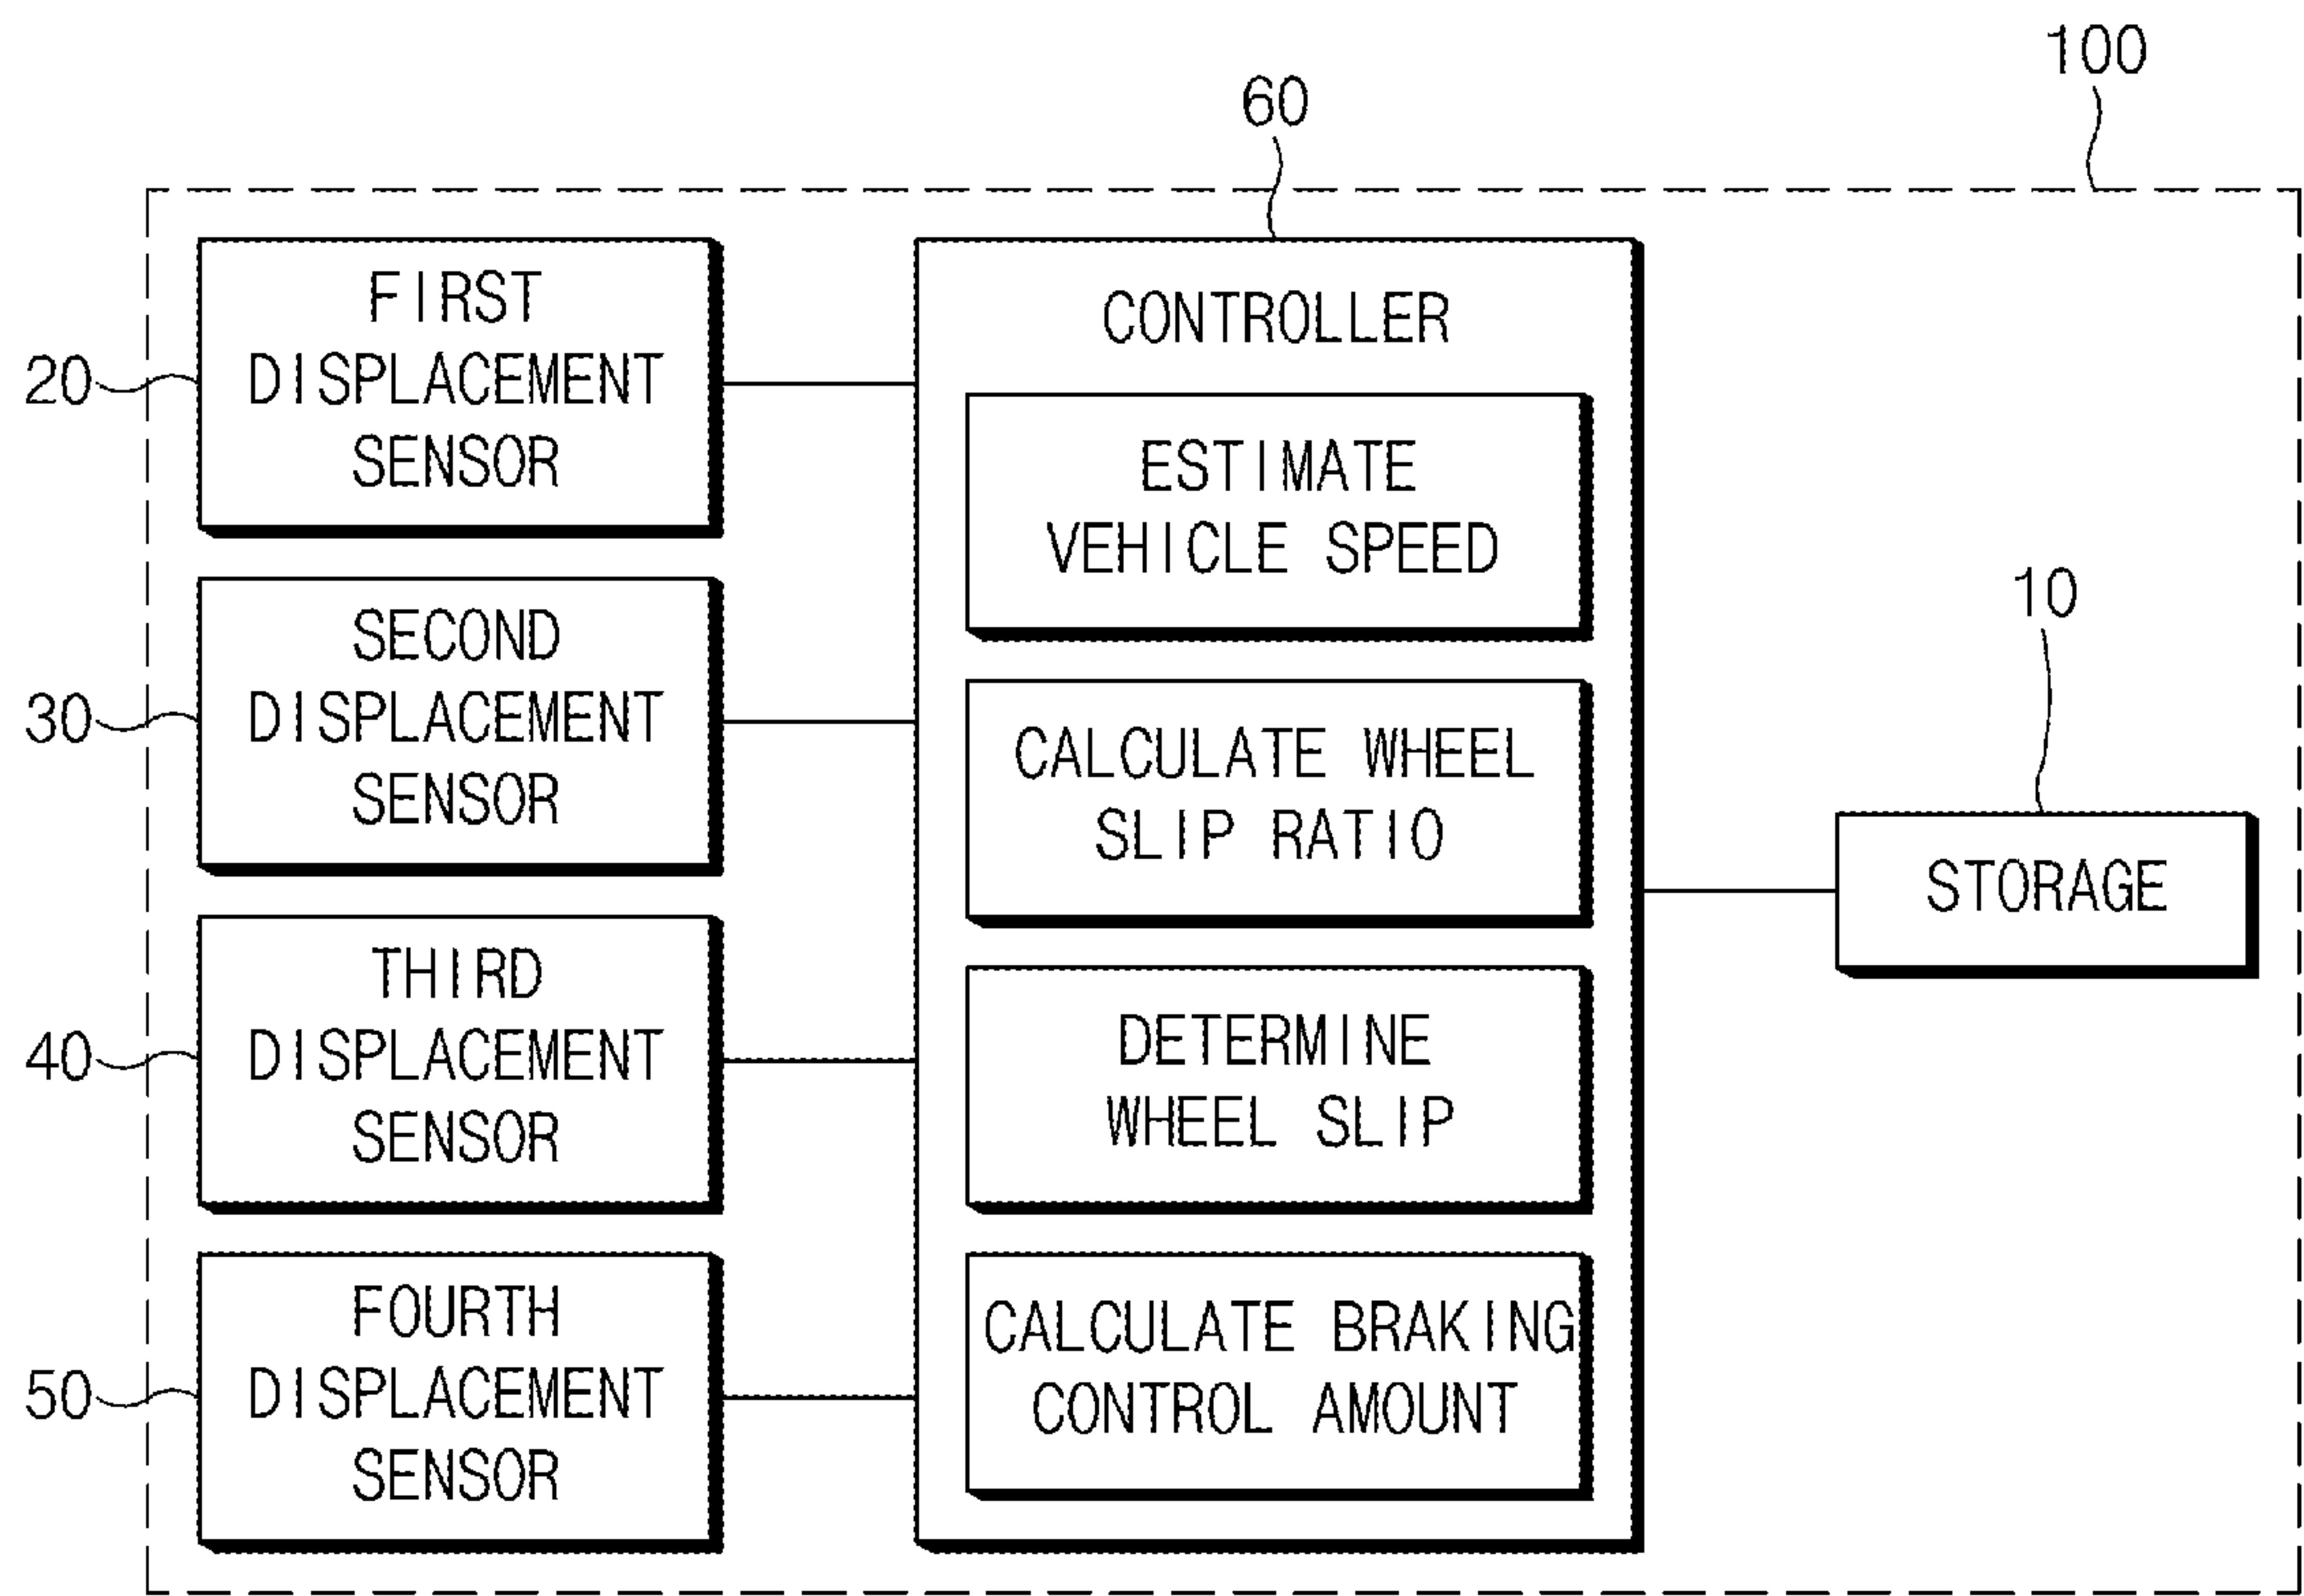 100
60
20
FIRST
DISPLACEMENT
SENSOR
30
SECOND
DISPLACEMENT
SENSOR
40
THIRD
DISPLACEMENT
SENSOR
50
FOURTH
DISPLACEMENT
SENSOR
CONTROLLER
ESTIMATE
VEHICLE SPEED
CALCULATE WHEEL
SLIP RATIO
DETERMINE
WHEEL SLIP
CALCULATE BRAKING
CONTROL AMOUNT
10
STORAGE